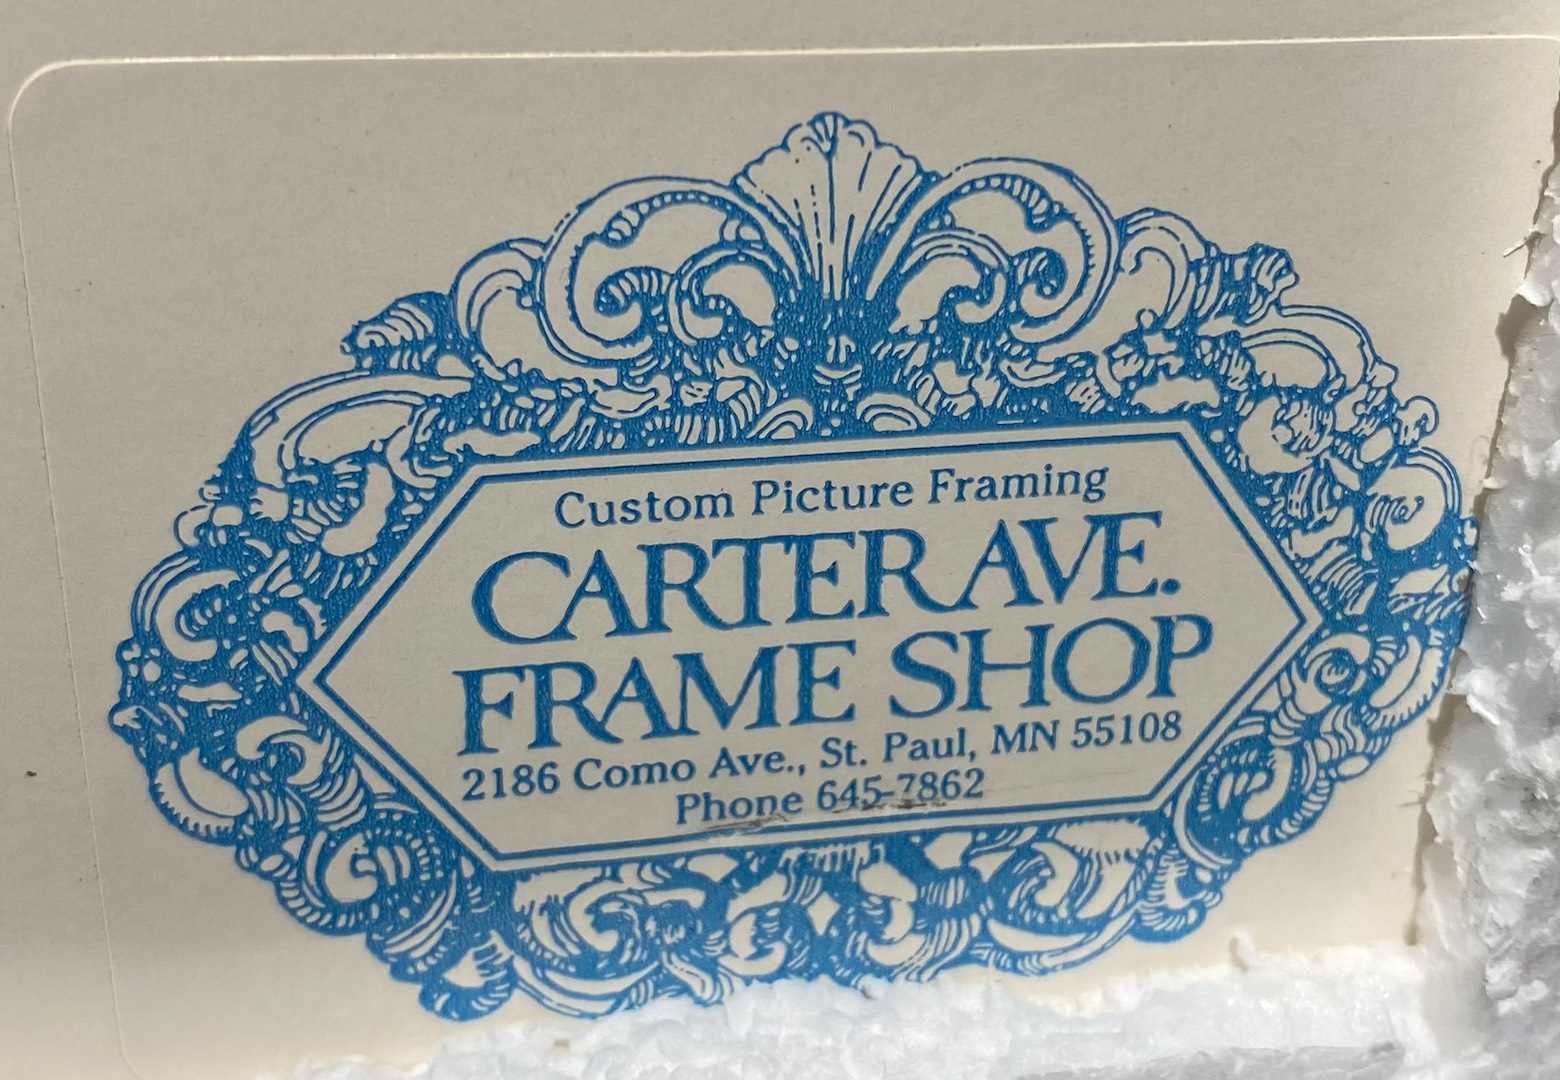 Custom Picture Framing
CARTER AVE.
FRAME SHOP
2186 Como Ave., St. Paul, MN 55108
Phone 645-7862